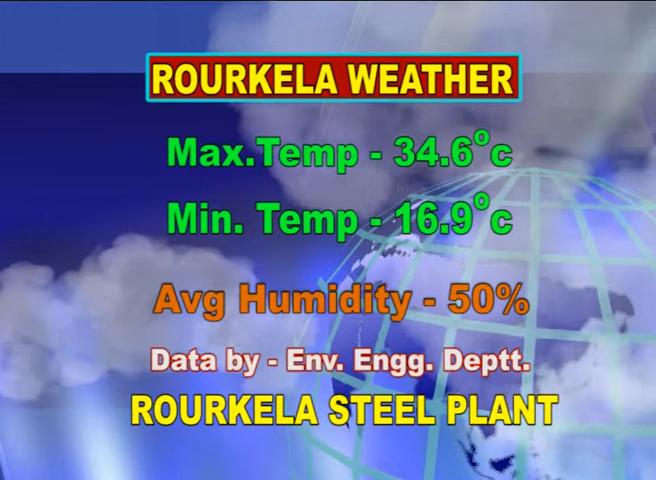 ROURKELA WEATHER
Max.Temp - 34.6°c
Min. Temp - 16.9°c
Avg Humidity - 50%
Data by - Env. Engg. Deptt.
ROURKELA STEEL PLANT